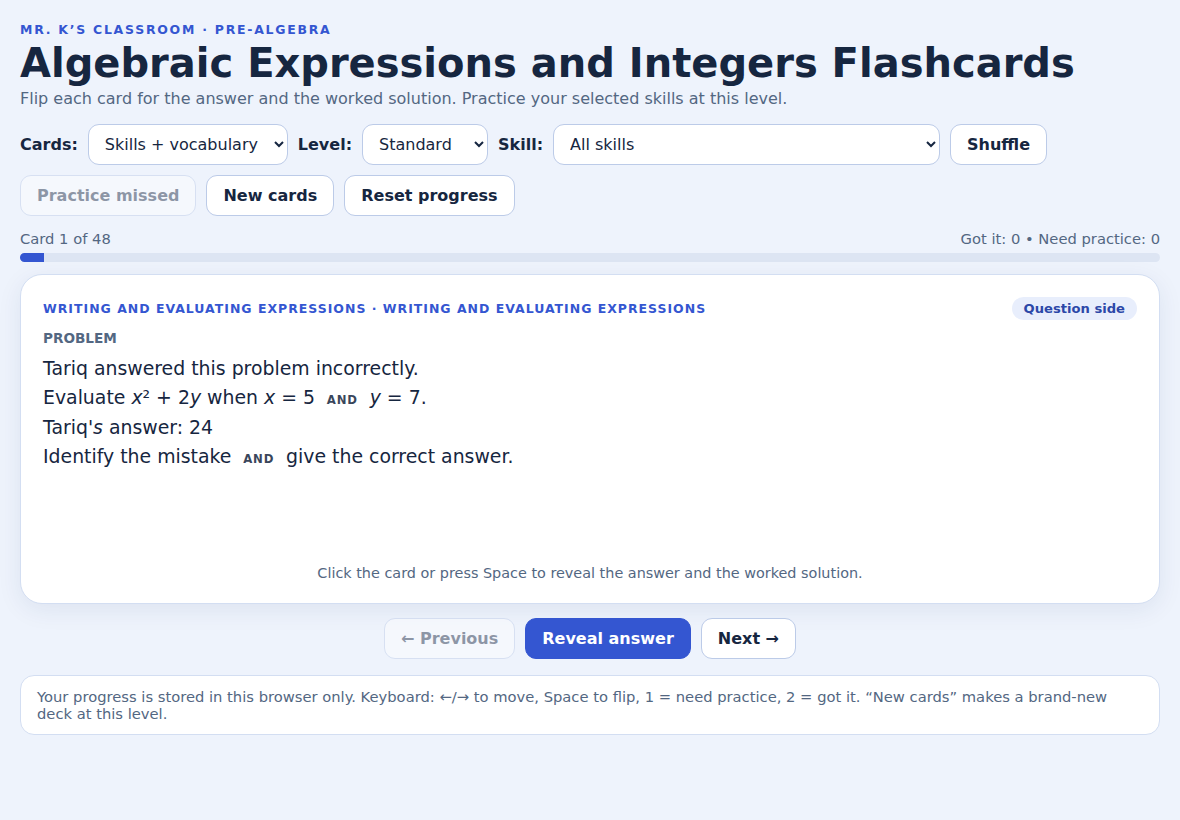 MR. K’S CLASSROOM · PRE-ALGEBRA
Algebraic Expressions and Integers Flashcards
Flip each card for the answer and the worked solution. Practice your selected skills at this level.
Cards: Skills + vocabulary Level: Standard Skill: All skills Shuffle
Practice missed New cards Reset progress
Card 1 of 48 Got it: 0 • Need practice: 0
WRITING AND EVALUATING EXPRESSIONS · WRITING AND EVALUATING EXPRESSIONS Question side
PROBLEM
Tariq answered this problem incorrectly.
Evaluate x² + 2y when x = 5 AND y = 7.
Tariq's answer: 24
Identify the mistake AND give the correct answer.
Click the card or press Space to reveal the answer and the worked solution.
← Previous Reveal answer Next →
Your progress is stored in this browser only. Keyboard: ←/→ to move, Space to flip, 1 = need practice, 2 = got it. “New cards” makes a brand-new
deck at this level.